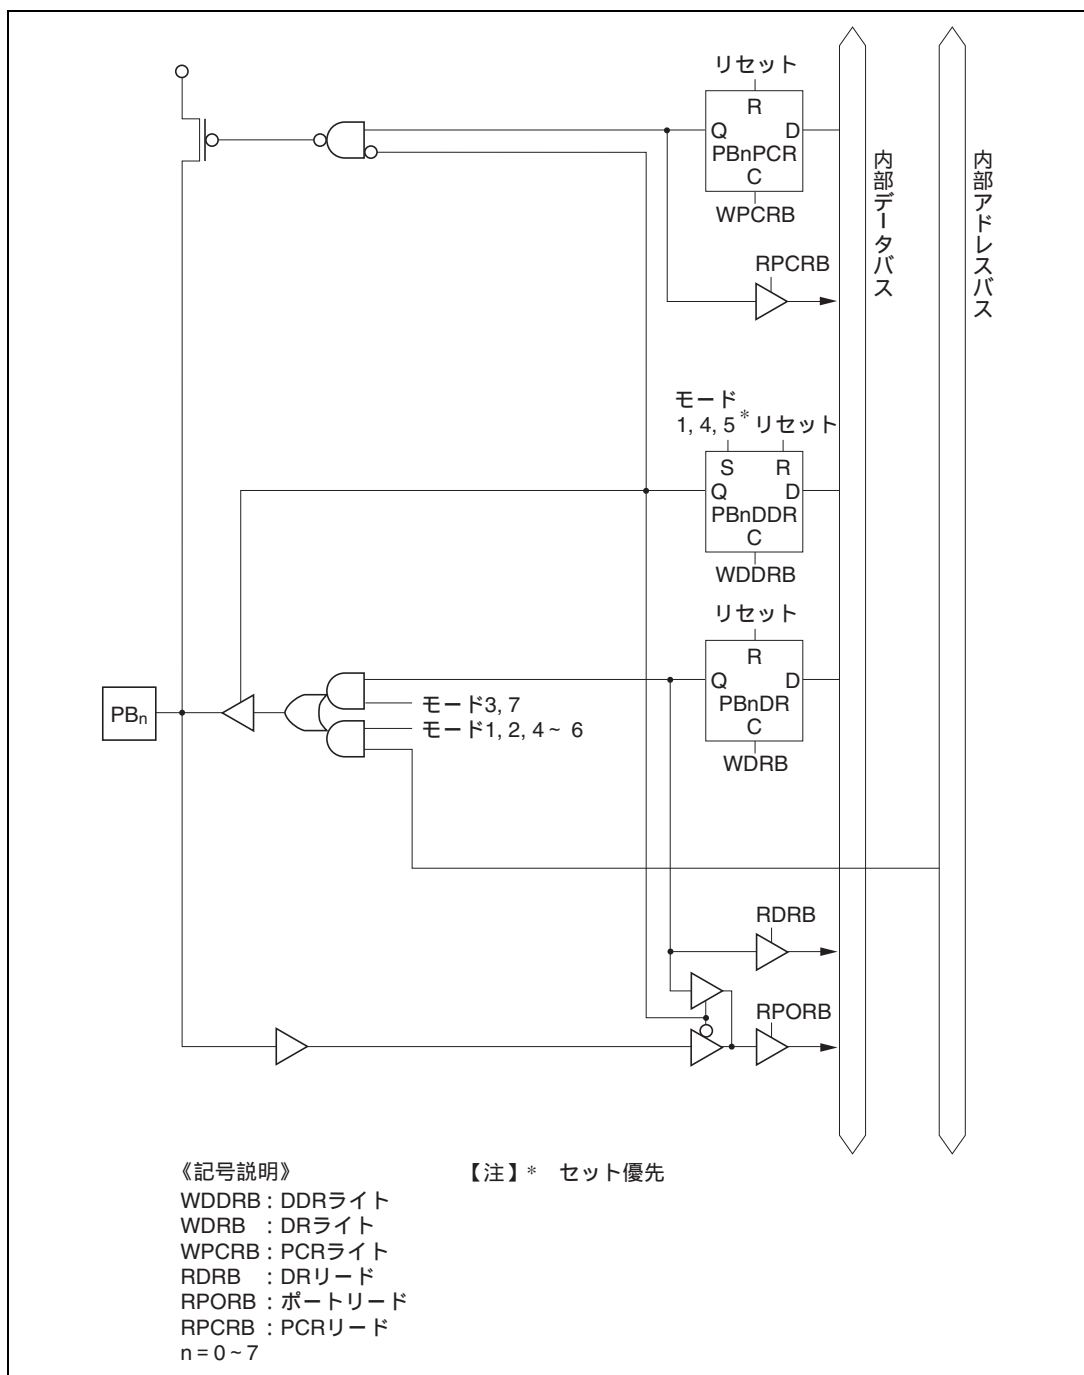 リセット
R
Q D
PBnPCR
C
WPCRB
RPCRB
内部データバス
内部アドレスバス
モード
1, 4, 5* リセット
S R
Q D
PBnDDR
C
WDDRB
リセット
R
Q D
PBnDR
C
WDRB
PBn
モード3, 7
モード1, 2, 4~6
RDRB
RPORB
《記号説明》
【注】* セット優先
WDDRB : DDRライト
WDRB : DRライト
WPCRB : PCRライト
RDRB : DRリード
RPORB : ポートリード
RPCRB : PCRリード
n = 0~7